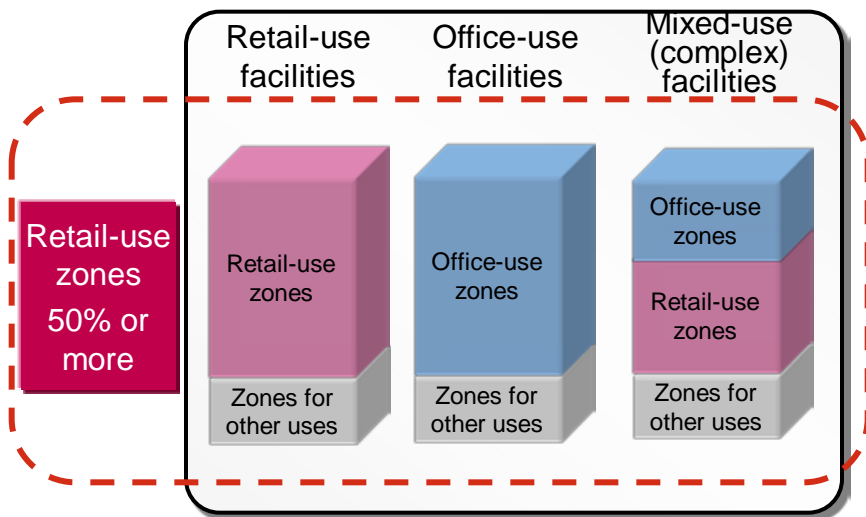 Retail-use
facilities
Office-use
facilities
Mixed-use
(complex)
facilities
Retail-use
zones
50% or
more
Retail-use
zones
Zones for
other uses
Office-use
zones
Zones for
other uses
Office-use
zones
Retail-use
zones
Zones for
other uses